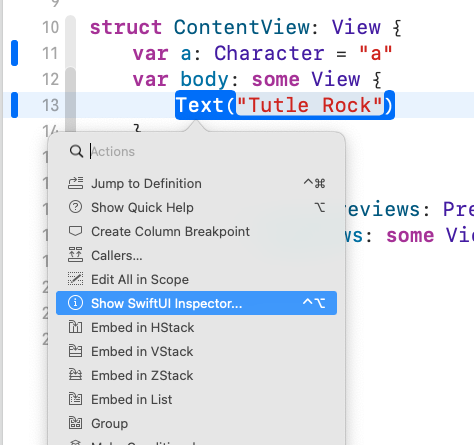 10 struct ContentView: View {
11 var a: Character = "a"
12 var body: some View {
13 Text("Tutle Rock")
14 }
Actions
Jump to Definition ^⌘
Show Quick Help ⌥
reviews: Pre
Create Column Breakpoint
ws: some Vie
Callers...
Edit All in Scope
Show SwiftUI Inspector... ^⌥
Embed in HStack
Embed in VStack
Embed in ZStack
Embed in List
Group